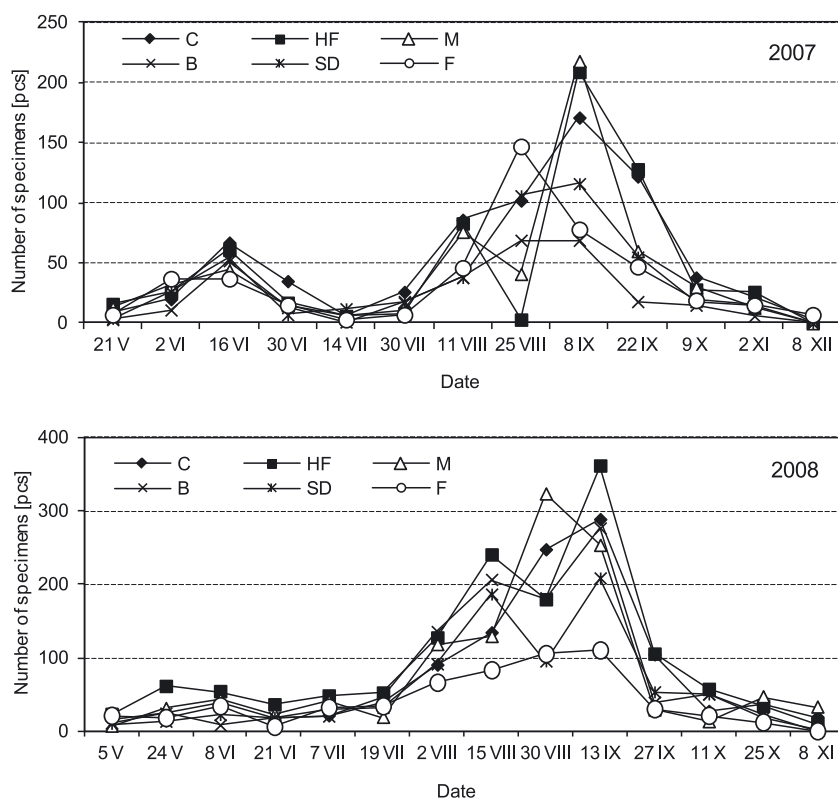 250
200
150
100
50
0
Number of specimens [pcs]
C HF M
B SD F
2007
21 V 2 VI 16 VI 30 VI 14 VII 30 VII 11 VIII 25 VIII 8 IX 22 IX 9 X 2 XI 8 XII
Date
400
300
200
100
0
Number of specimens [pcs]
C HF M
B SD F
2008
5 V 24 V 8 VI 21 VI 7 VII 19 VII 2 VIII 15 VIII 30 VIII 13 IX 27 IX 11 X 25 X 8 XI
Date